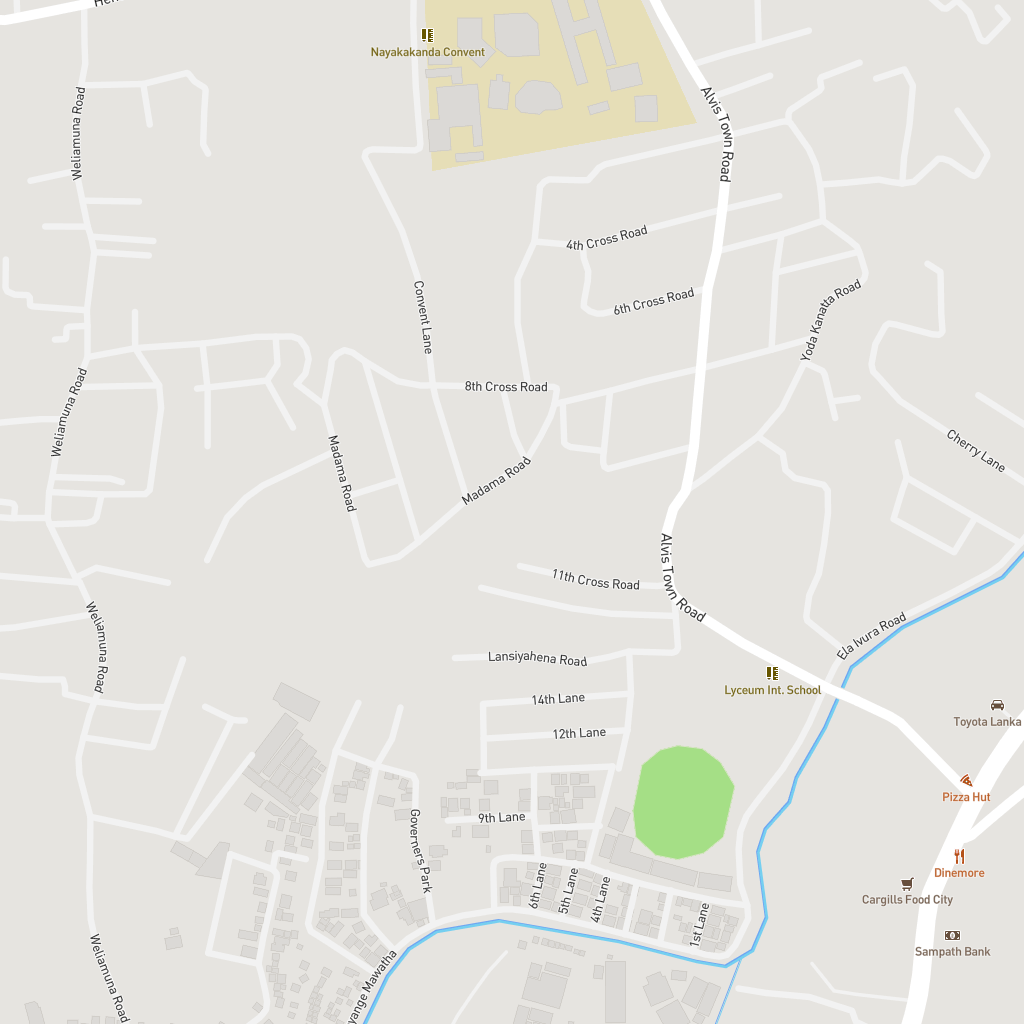 Nayakakanda Convent
Alvis Town Road
Weliamuna Road
4th Cross Road
Convent Lane
6th Cross Road
Yoda Kanatta Road
8th Cross Road
Weliamuna Road
Madama Road
Madama Road
Cherry Lane
Alvis Town Road
11th Cross Road
Weliamuna Road
Ela Ivura Road
Lansiyahena Road
Lyceum Int. School
14th Lane
Toyota Lanka
12th Lane
Pizza Hut
9th Lane
Governers Park
Dinemore
6th Lane
5th Lane
4th Lane
Cargills Food City
1st Lane
Sampath Bank
Weliamuna Road